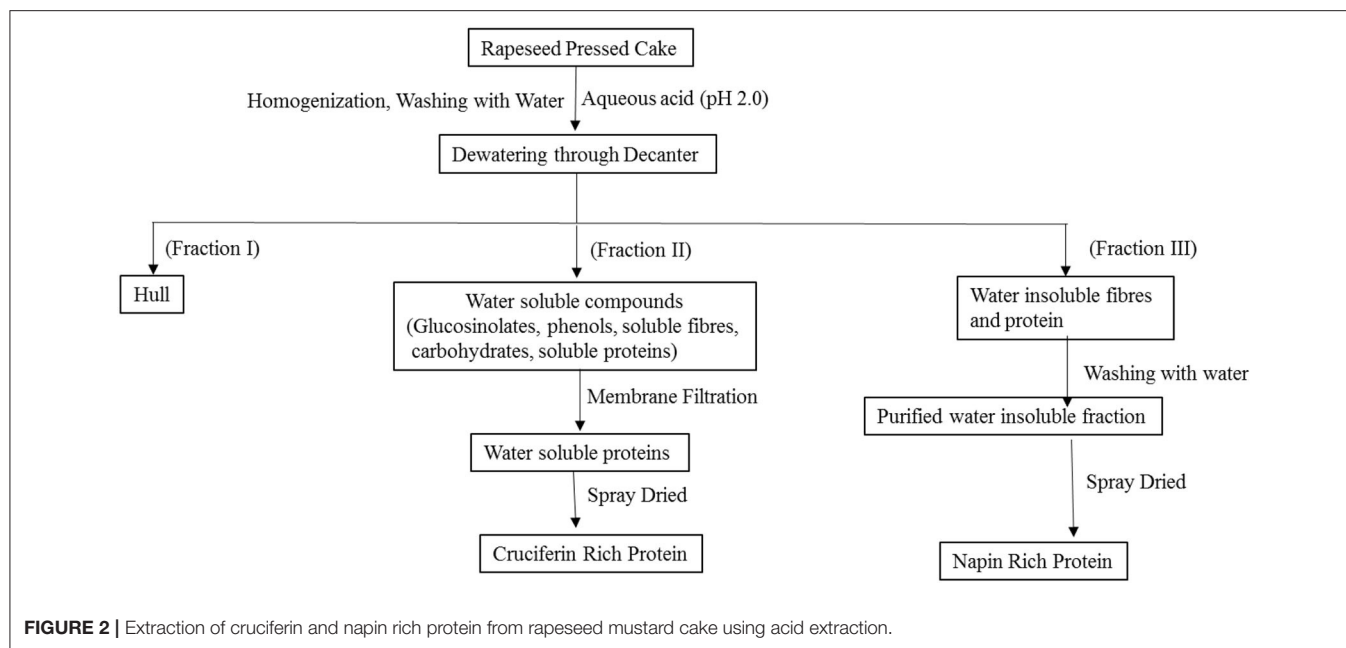 Rapeseed Pressed Cake
Homogenization, Washing with Water
Aqueous acid (pH 2.0)
Dewatering through Decanter
(Fraction I)
(Fraction II)
(Fraction III)
Hull
Water soluble compounds
(Glucosinolates, phenols, soluble fibres,
carbohydrates, soluble proteins)
Water insoluble fibres
and protein
Membrane Filtration
Washing with water
Water soluble proteins
Purified water insoluble fraction
Spray Dried
Spray Dried
Cruciferin Rich Protein
Napin Rich Protein
FIGURE 2 | Extraction of cruciferin and napin rich protein from rapeseed mustard cake using acid extraction.